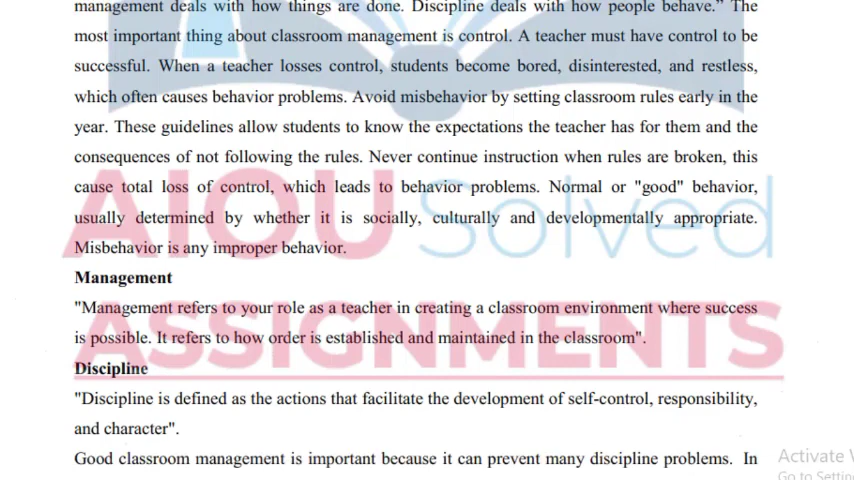 management deals with how things are done. Discipline deals with how people behave.” The
most important thing about classroom management is control. A teacher must have control to be
successful. When a teacher losses control, students become bored, disinterested, and restless,
which often causes behavior problems. Avoid misbehavior by setting classroom rules early in the
year. These guidelines allow students to know the expectations the teacher has for them and the
consequences of not following the rules. Never continue instruction when rules are broken, this
cause total loss of control, which leads to behavior problems. Normal or "good" behavior,
usually determined by whether it is socially, culturally and developmentally appropriate.
Misbehavior is any improper behavior.
AIOU Solved
Management
"Management refers to your role as a teacher in creating a classroom environment where success
is possible. It refers to how order is established and maintained in the classroom".
ASSIGNMENTS
Discipline
"Discipline is defined as the actions that facilitate the development of self-control, responsibility,
and character".
Good classroom management is important because it can prevent many discipline problems. In
Activate
Go to